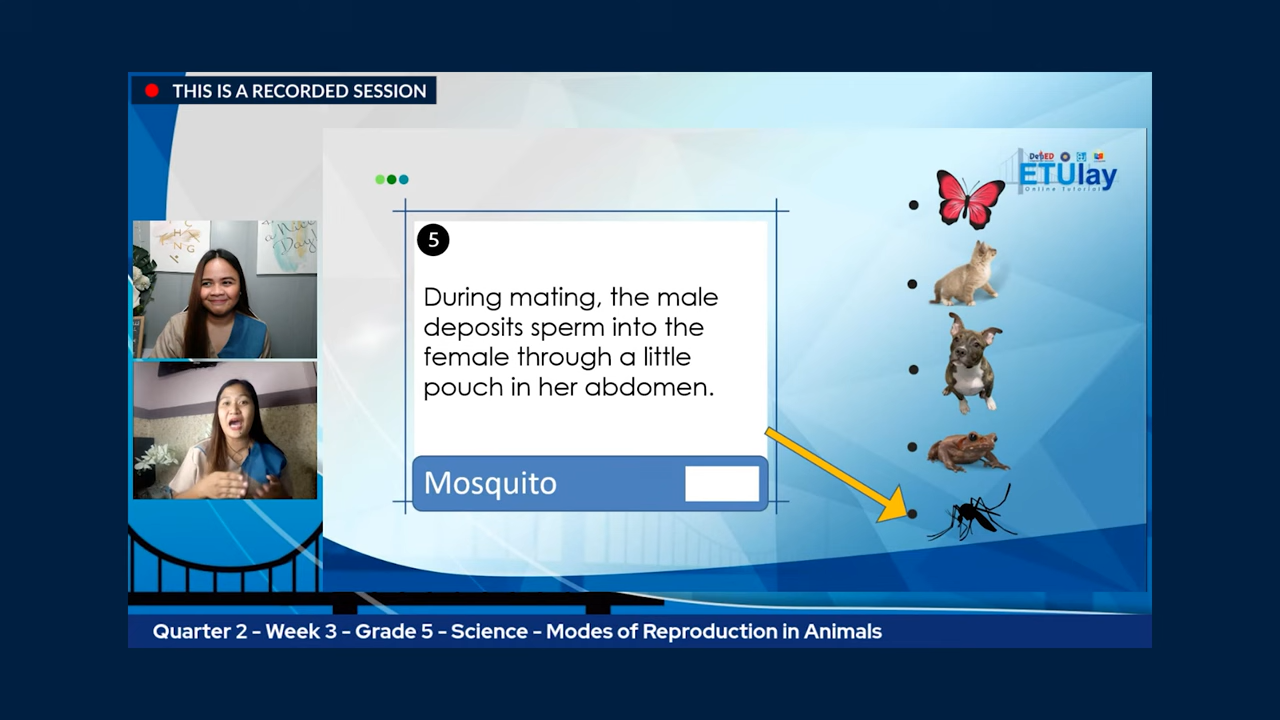 THIS IS A RECORDED SESSION
DepED
ETUlay
Online Tutorial
5
During mating, the male
deposits sperm into the
female through a little
pouch in her abdomen.
Mosquito
Quarter 2 - Week 3 - Grade 5 - Science - Modes of Reproduction in Animals